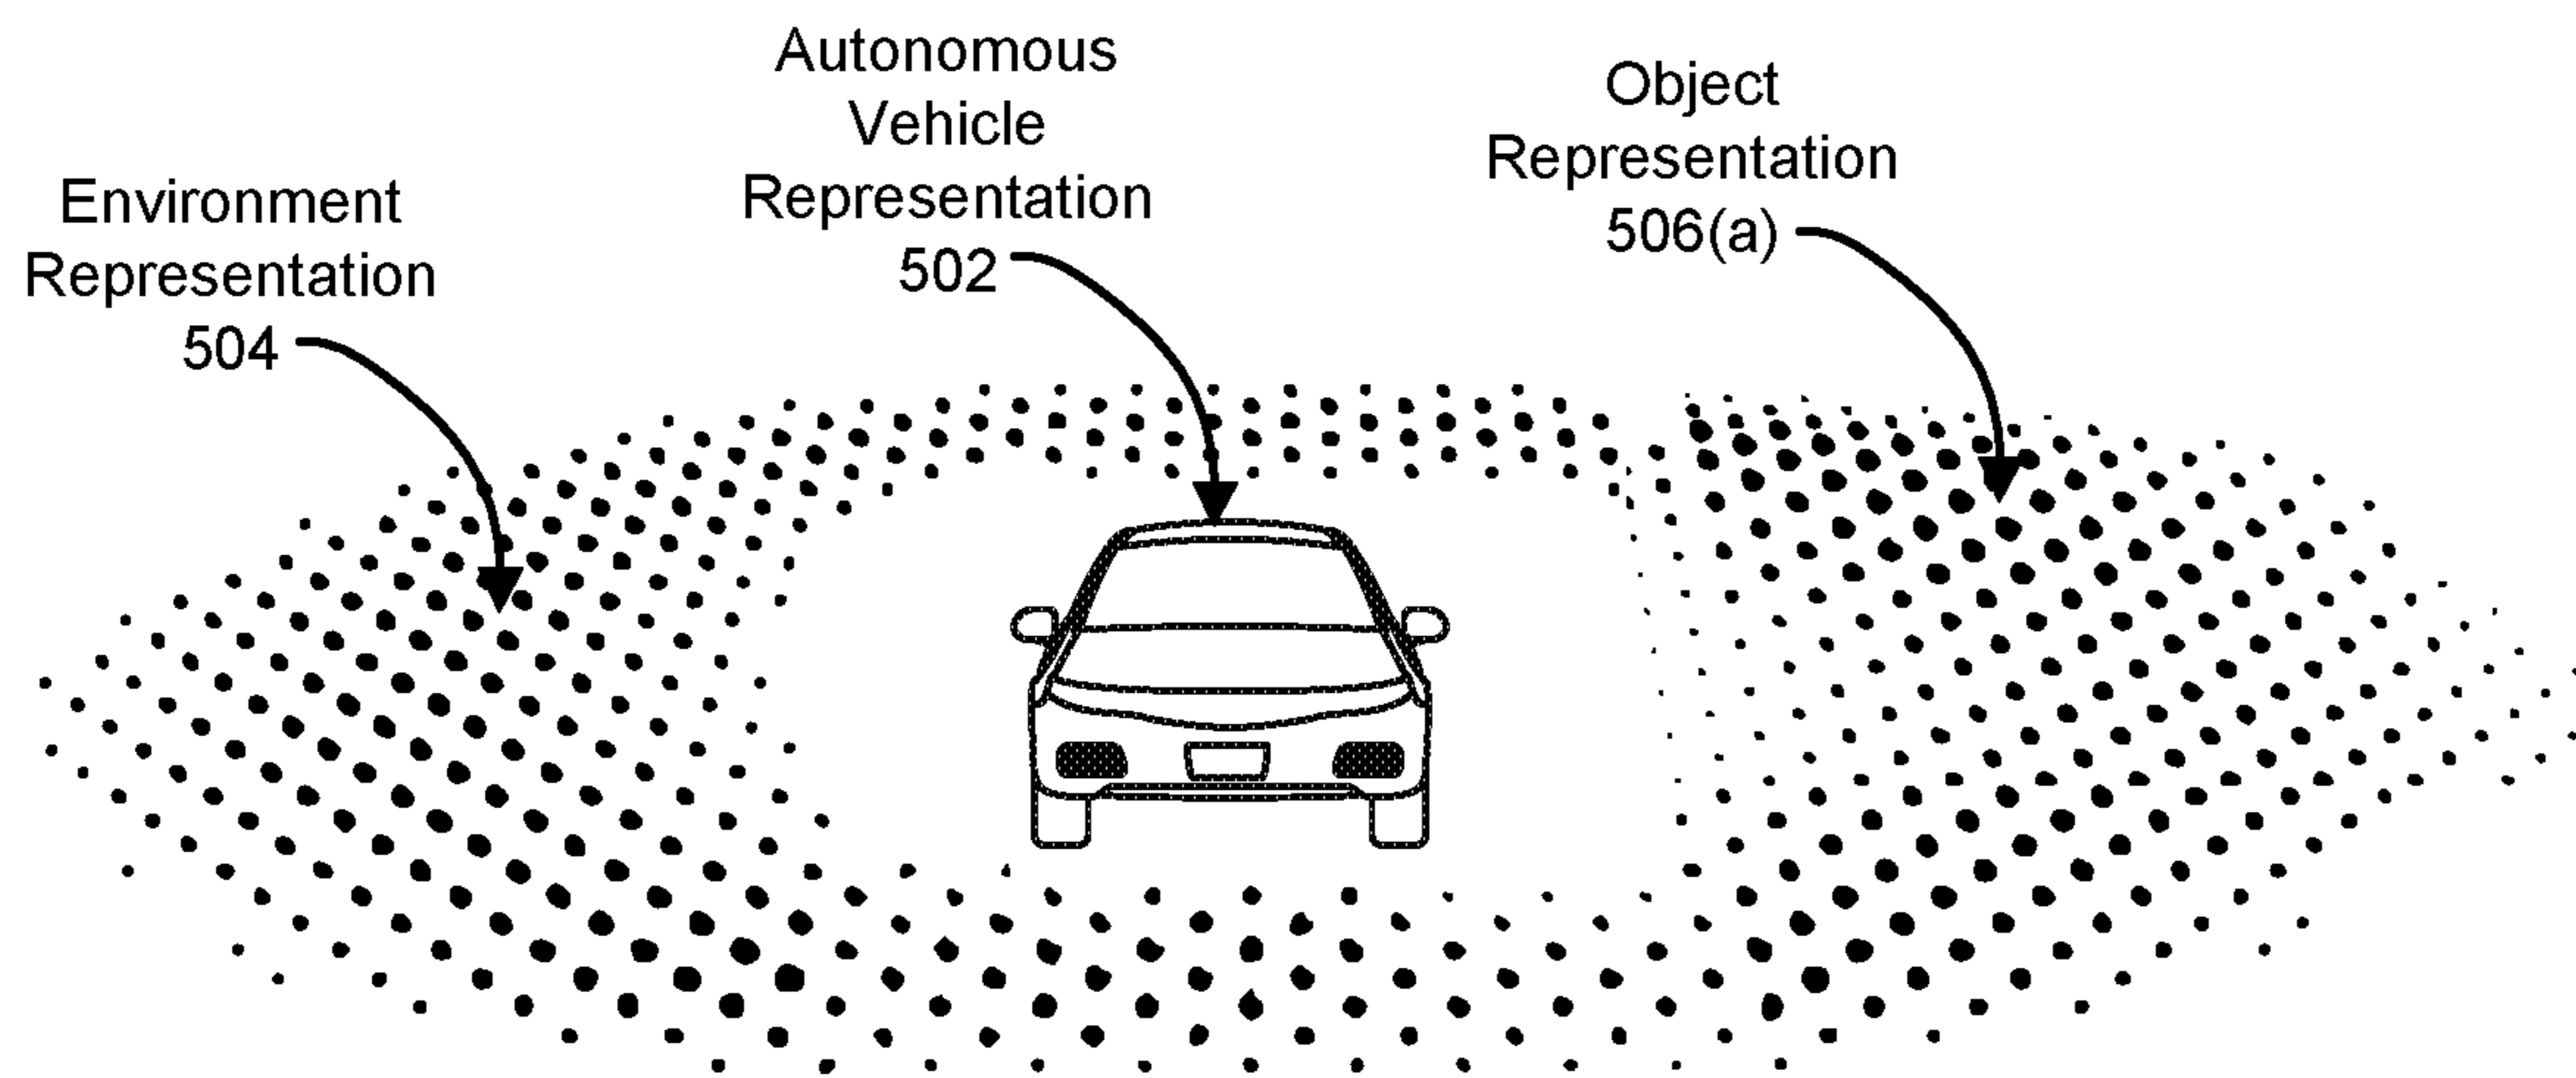 Environment
Representation
504
Autonomous
Vehicle
Representation
502
Object
Representation
506(a)